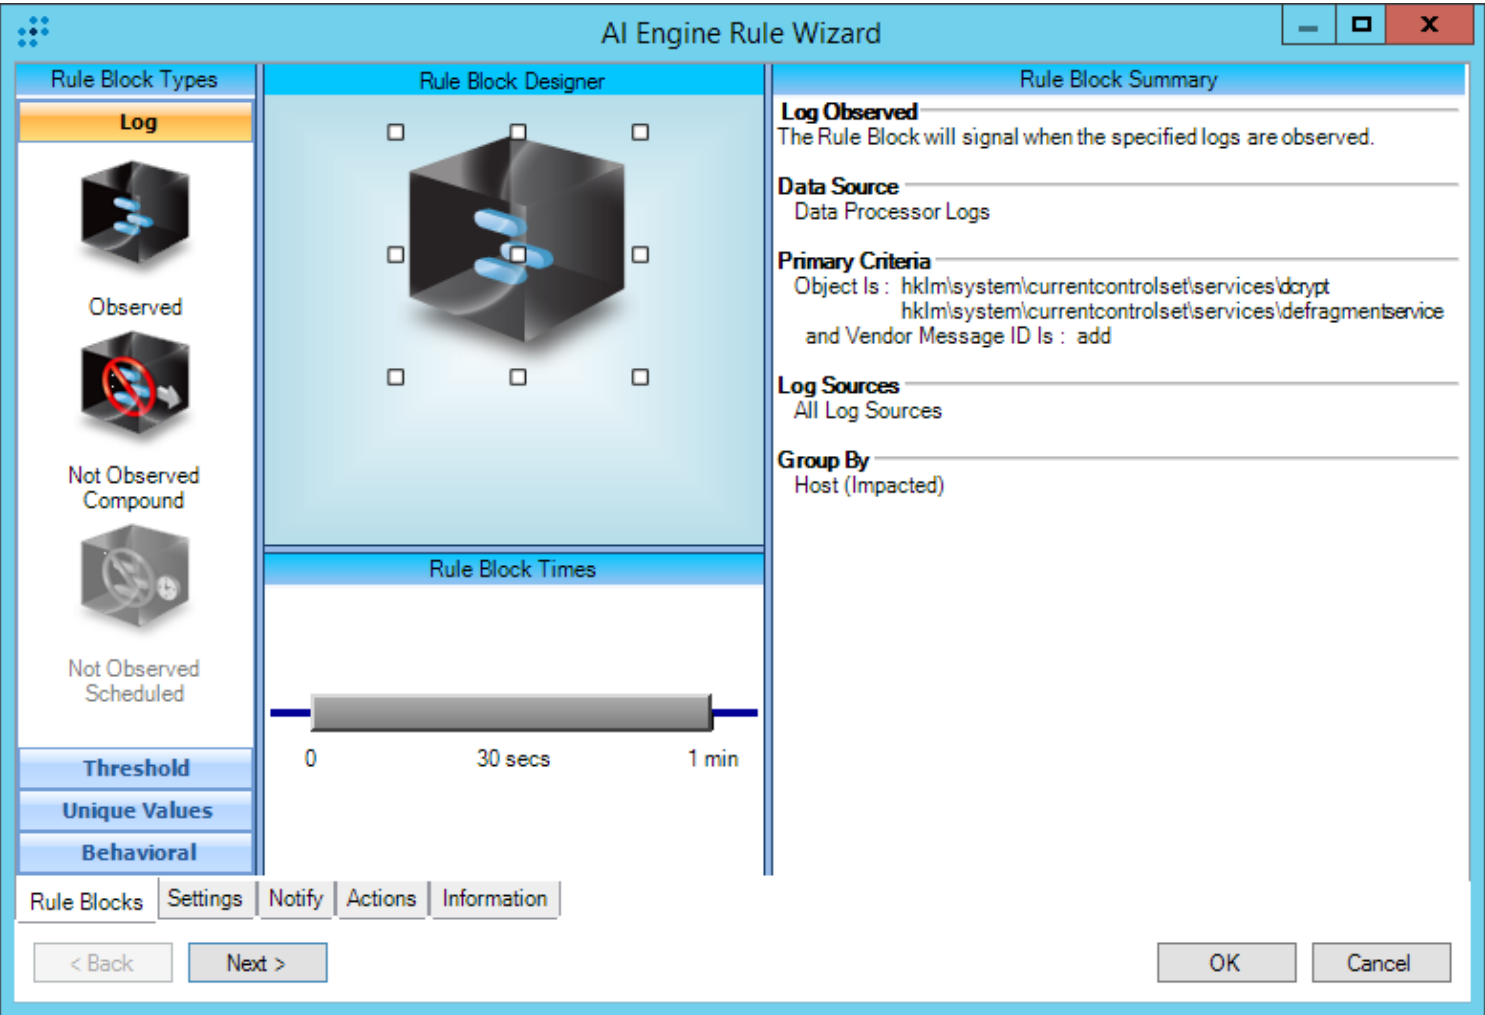 AI Engine Rule Wizard
Rule Block Types
Log
Observed
Not Observed
Compound
Not Observed
Scheduled
Threshold
Unique Values
Behavioral
Rule Block Designer
Rule Block Times
0 30 secs 1 min
Rule Block Summary
Log Observed
The Rule Block will signal when the specified logs are observed.
Data Source
Data Processor Logs
Primary Criteria
Object Is : hklm\system\currentcontrolset\services\dcrypt
hklm\system\currentcontrolset\services\defragmentservice
and Vendor Message ID Is : add
Log Sources
All Log Sources
Group By
Host (Impacted)
Rule Blocks Settings Notify Actions Information
< Back Next > OK Cancel